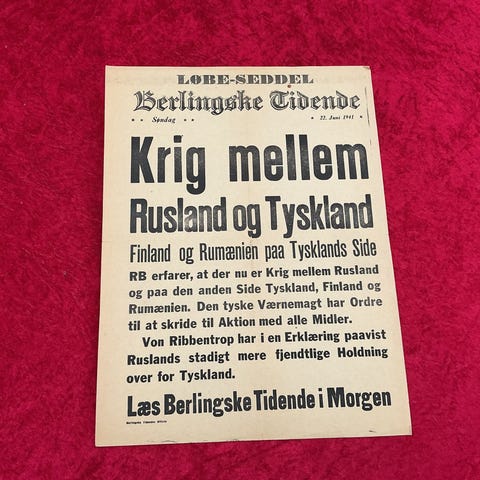 LØBE-SEDDEL
Berlingske Tidende
* * Søndag * * * * 22. Juni 1941 * *
Krig mellem
Rusland og Tyskland
Finland og Rumænien paa Tysklands Side
RB erfarer, at der nu er Krig mellem Rusland
og paa den anden Side Tyskland, Finland og
Rumænien. Den tyske Værnemagt har Ordre
til at skride til Aktion med alle Midler.
Von Ribbentrop har i en Erklæring paavist
Ruslands stadigt mere fjendtlige Holdning
over for Tyskland.
Læs Berlingske Tidende i Morgen